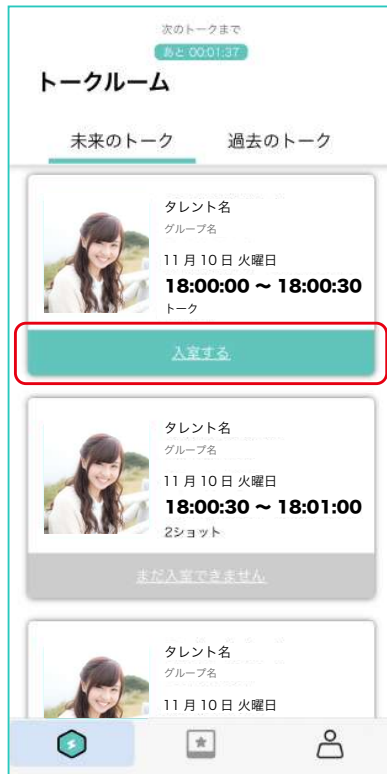 次のトークまで
あと 00:01:37
トークルーム
未来のトーク 過去のトーク
タレント名
グループ名
11 月 10 日 火曜日
18:00:00 〜 18:00:30
トーク
入室する
タレント名
グループ名
11 月 10 日 火曜日
18:00:30 〜 18:01:00
2ショット
まだ入室できません
タレント名
グループ名
11 月 10 日 火曜日